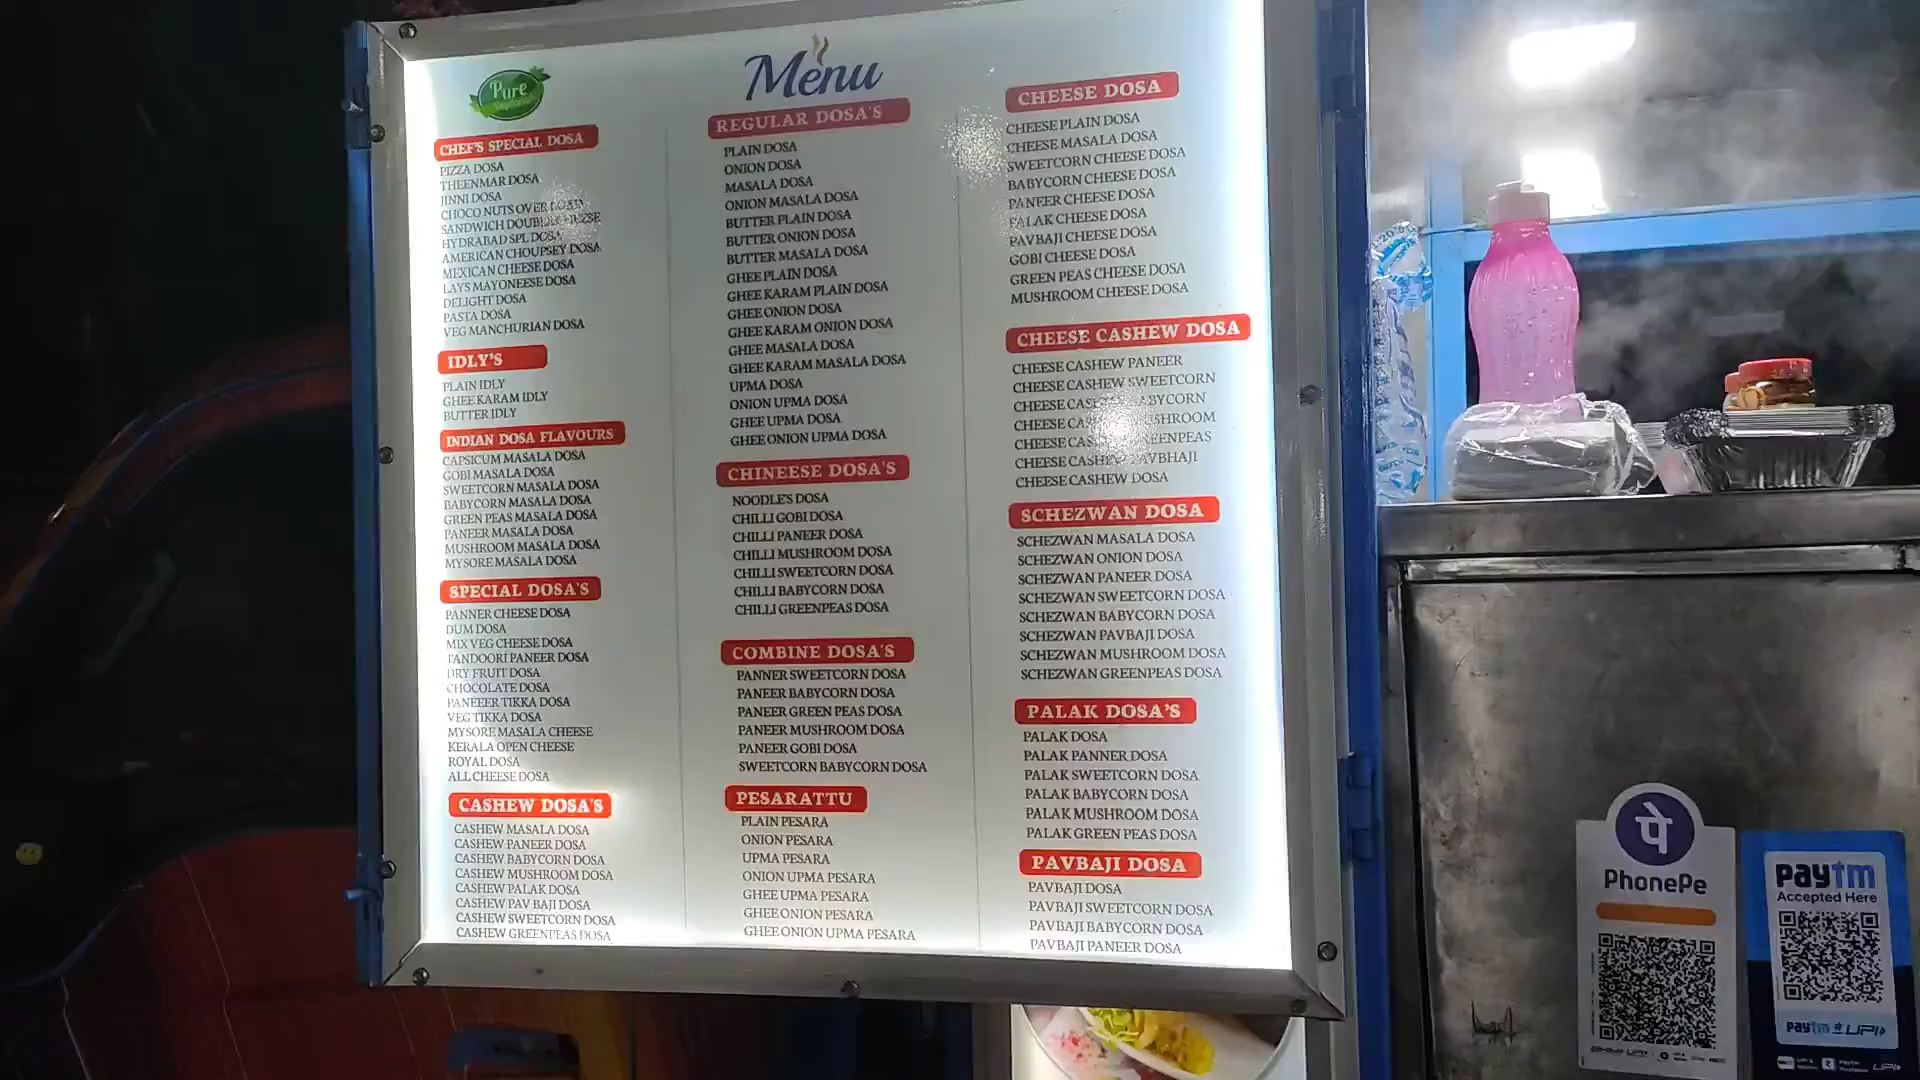 Pure
Menu
CHEF'S SPECIAL DOSA
PIZZA DOSA
THEENMAR DOSA
JINNI DOSA
CHOCO NUTS OVER
SANDWICH
HYDRABAD SPL DOSA
AMERICAN CHOUPSEY DOSA
MEXICAN CHEESE DOSA
LAYS MAYONEESE DOSA
DELIGHT DOSA
PASTA DOSA
VEG MANCHURIAN DOSA
IDLY'S
PLAIN IDLY
GHEE KARAM IDLY
BUTTER IDLY
INDIAN DOSA FLAVOURS
CAPSICUM MASALA DOSA
GOBI MASALA DOSA
SWEETCORN MASALA DOSA
BABYCORN MASALA DOSA
GREEN PEAS MASALA DOSA
PANEER MASALA DOSA
MUSHROOM MASALA DOSA
MYSORE MASALA DOSA
SPECIAL DOSA'S
PANNER CHEESE DOSA
DUM DOSA
MIX VEG CHEESE DOSA
TANDOORI PANEER DOSA
DRY FRUIT DOSA
CHOCOLATE DOSA
PANEEER TIKKA DOSA
VEG TIKKA DOSA
MYSORE MASALA CHEESE
KERALA OPEN CHEESE
ROYAL DOSA
ALL CHEESE DOSA
CASHEW DOSA'S
CASHEW MASALA DOSA
CASHEW PANEER DOSA
CASHEW BABYCORN DOSA
CASHEW MUSHROOM DOSA
CASHEW PALAK DOSA
CASHEW PAV BAJI DOSA
CASHEW SWEETCORN DOSA
CASHEW GREENPEAS DOSA
REGULAR DOSA'S
PLAIN DOSA
ONION DOSA
MASALA DOSA
ONION MASALA DOSA
BUTTER PLAIN DOSA
BUTTER ONION DOSA
BUTTER MASALA DOSA
GHEE PLAIN DOSA
GHEE KARAM PLAIN DOSA
GHEE ONION DOSA
GHEE KARAM ONION DOSA
GHEE MASALA DOSA
GHEE KARAM MASALA DOSA
UPMA DOSA
ONION UPMA DOSA
GHEE UPMA DOSA
GHEE ONION UPMA DOSA
CHINEESE DOSA'S
NOODLE'S DOSA
CHILLI GOBI DOSA
CHILLI PANEER DOSA
CHILLI MUSHROOM DOSA
CHILLI SWEETCORN DOSA
CHILLI BABYCORN DOSA
CHILLI GREENPEAS DOSA
COMBINE DOSA'S
PANNER SWEETCORN DOSA
PANEER BABYCORN DOSA
PANEER GREEN PEAS DOSA
PANEER MUSHROOM DOSA
PANEER GOBI DOSA
SWEETCORN BABYCORN DOSA
PESARATTU
PLAIN PESARA
ONION PESARA
UPMA PESARA
ONION UPMA PESARA
GHEE UPMA PESARA
GHEE ONION PESARA
GHEE ONION UPMA PESARA
CHEESE DOSA
CHEESE PLAIN DOSA
CHEESE MASALA DOSA
SWEETCORN CHEESE DOSA
BABYCORN CHEESE DOSA
PANEER CHEESE DOSA
PALAK CHEESE DOSA
PAVBAJI CHEESE DOSA
GOBI CHEESE DOSA
GREEN PEAS CHEESE DOSA
MUSHROOM CHEESE DOSA
CHEESE CASHEW DOSA
CHEESE CASHEW PANEER
CHEESE CASHEW SWEETCORN
CHEESE
CHEESE
CHEESE
CHEESE
CHEESE CASHEW DOSA
SCHEZWAN DOSA
SCHEZWAN MASALA DOSA
SCHEZWAN ONION DOSA
SCHEZWAN PANEER DOSA
SCHEZWAN SWEETCORN DOSA
SCHEZWAN BABYCORN DOSA
SCHEZWAN PAVBAJI DOSA
SCHEZWAN MUSHROOM DOSA
SCHEZWAN GREENPEAS DOSA
PALAK DOSA'S
PALAK DOSA
PALAK PANNER DOSA
PALAK SWEETCORN DOSA
PALAK BABYCORN DOSA
PALAK MUSHROOM DOSA
PALAK GREEN PEAS DOSA
PAVBAJI DOSA
PAVBAJI DOSA
PAVBAJI SWEETCORN DOSA
PAVBAJI BABYCORN DOSA
PAVBAJI PANEER DOSA
पे
PhonePe
paytm
Accepted Here
paytm UPI